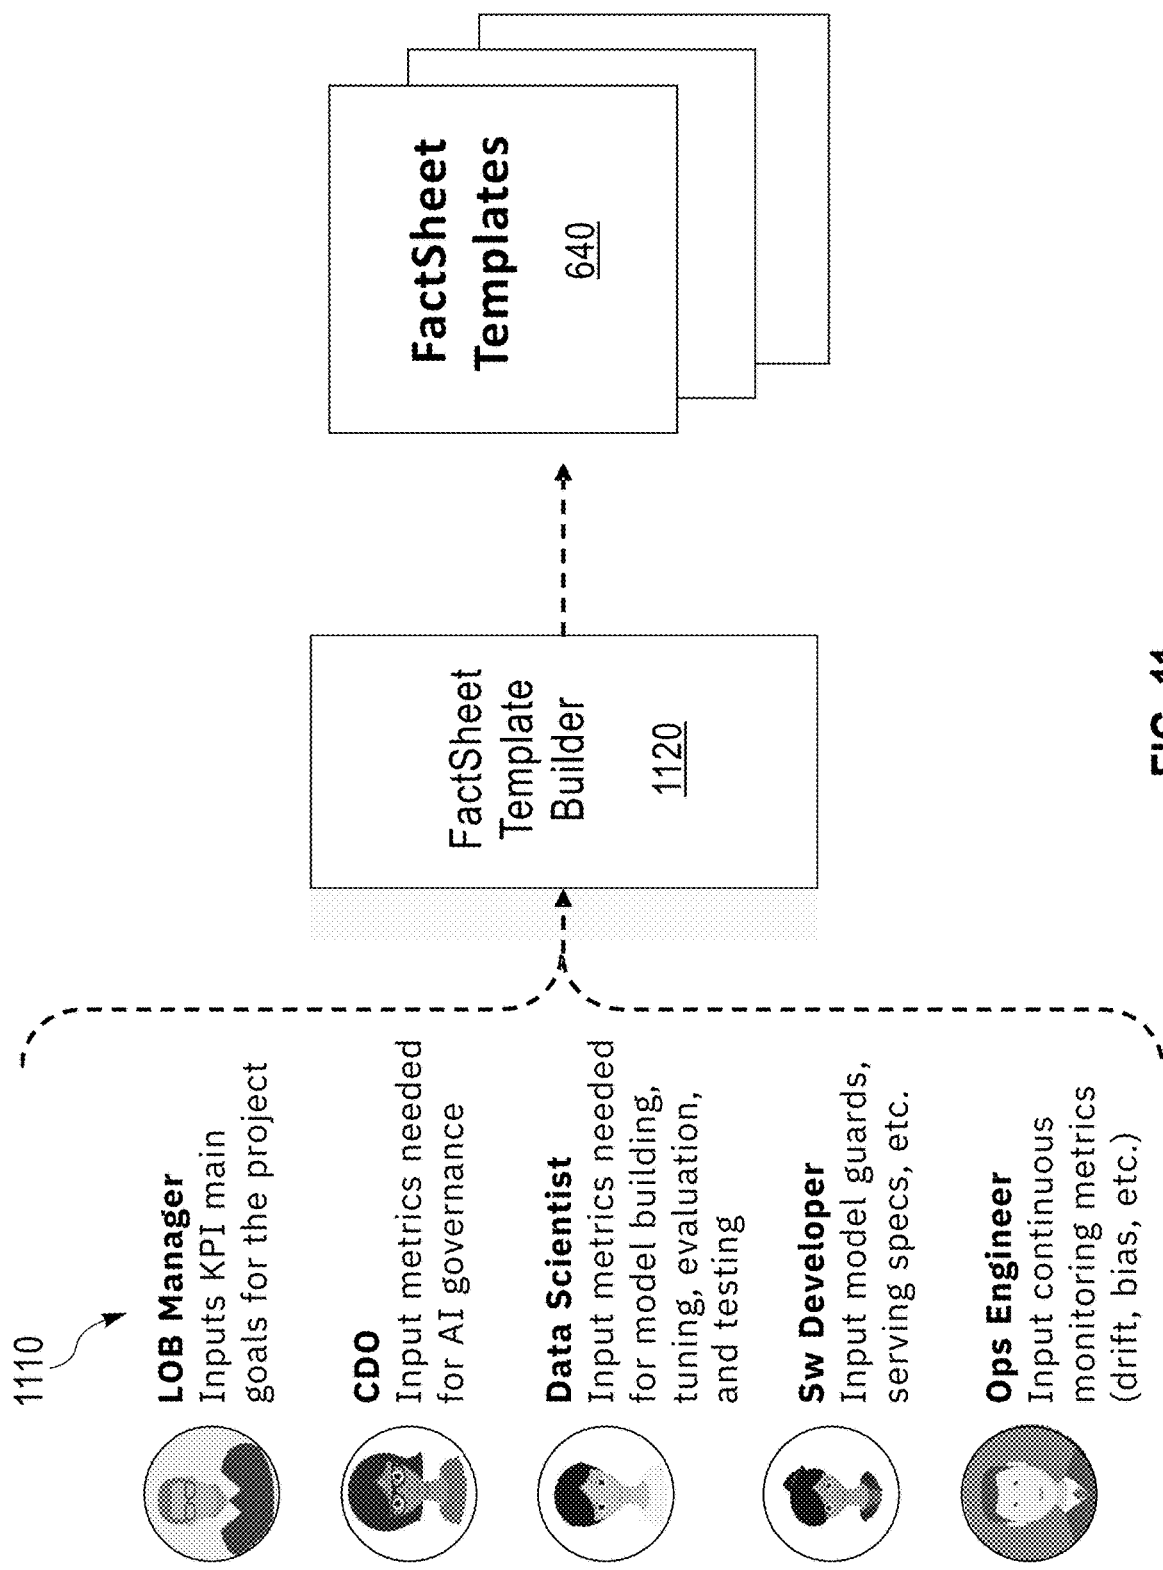 1110
LOB Manager
Inputs KPI main
goals for the project
CDO
Input metrics needed
for AI governance
Data Scientist
Input metrics needed
for model building,
tuning, evaluation,
and testing
Sw Developer
Input model guards,
serving specs, etc.
Ops Engineer
Input continuous
monitoring metrics
(drift, bias, etc.)
FactSheet
Template
Builder
1120
FactSheet
Templates
640